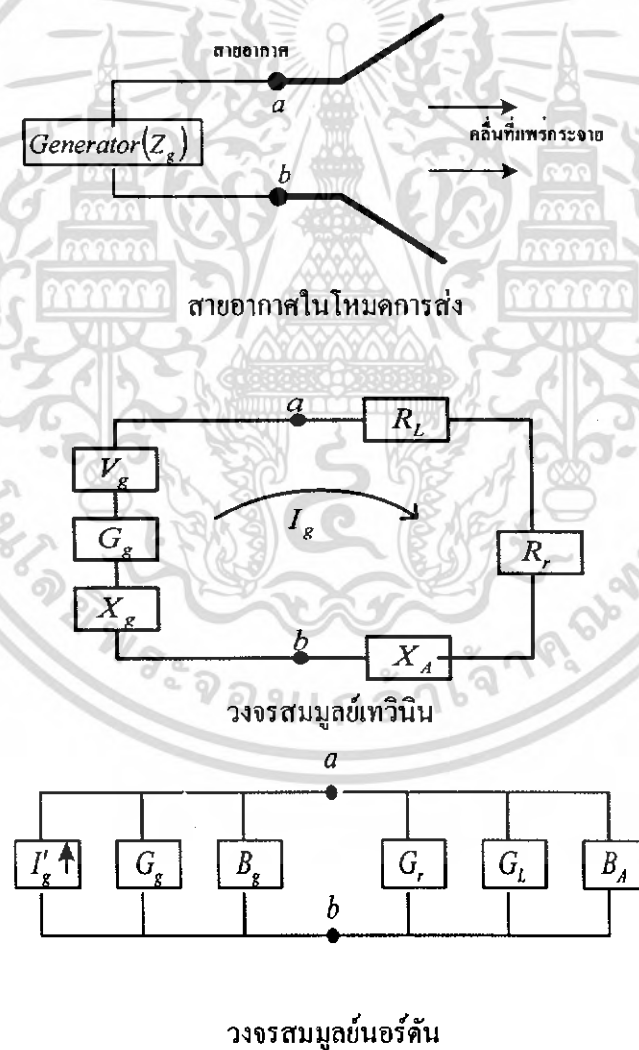 สายอากาศ
a
Generator(Z_g)
คลื่นที่แพร่กระจาย
b
สายอากาศในโหมดการส่ง
a
R_L
V_g
I_g
G_g
R_r
X_g
b
X_A
วงจรสมมูลย์เทวินิน
a
I'_g
G_g
B_g
G_r
G_L
B_A
b
วงจรสมมูลย์นอร์ตัน